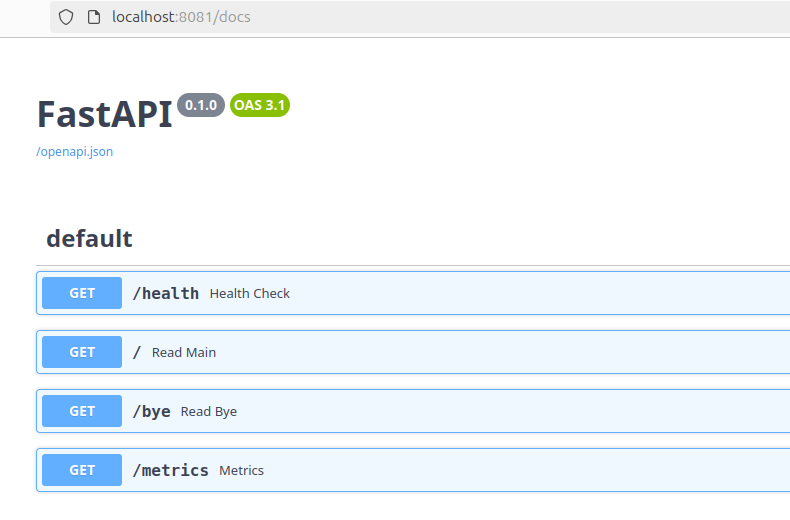 localhost:8081/docs
FastAPI 0.1.0 OAS 3.1
/openapi.json
default
GET /health Health Check
GET / Read Main
GET /bye Read Bye
GET /metrics Metrics